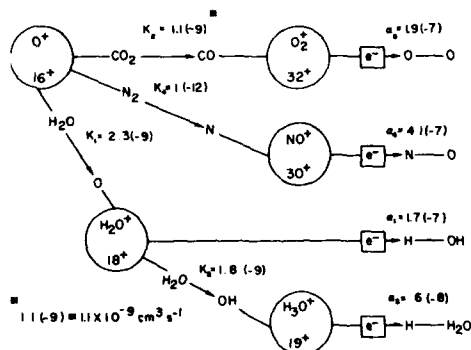 O+
16+
CO2
K2 = 1.1(-9)
■
CO
O2+
32+
α2 = 1.9(-7)
e−
O
O
N2
K4 = 1(-12)
N
NO+
30+
α4 = 4.1(-7)
e−
N
O
H2O
K1 = 2.3(-9)
O
H2O+
18+
α1 = 1.7(-7)
e−
H
OH
H2O
K3 = 1.8 (-9)
OH
H3O+
19+
α3 = 6 (-8)
e−
H
H2O
■
1.1 (-9) = 1.1 X 10-9 cm3 s-1